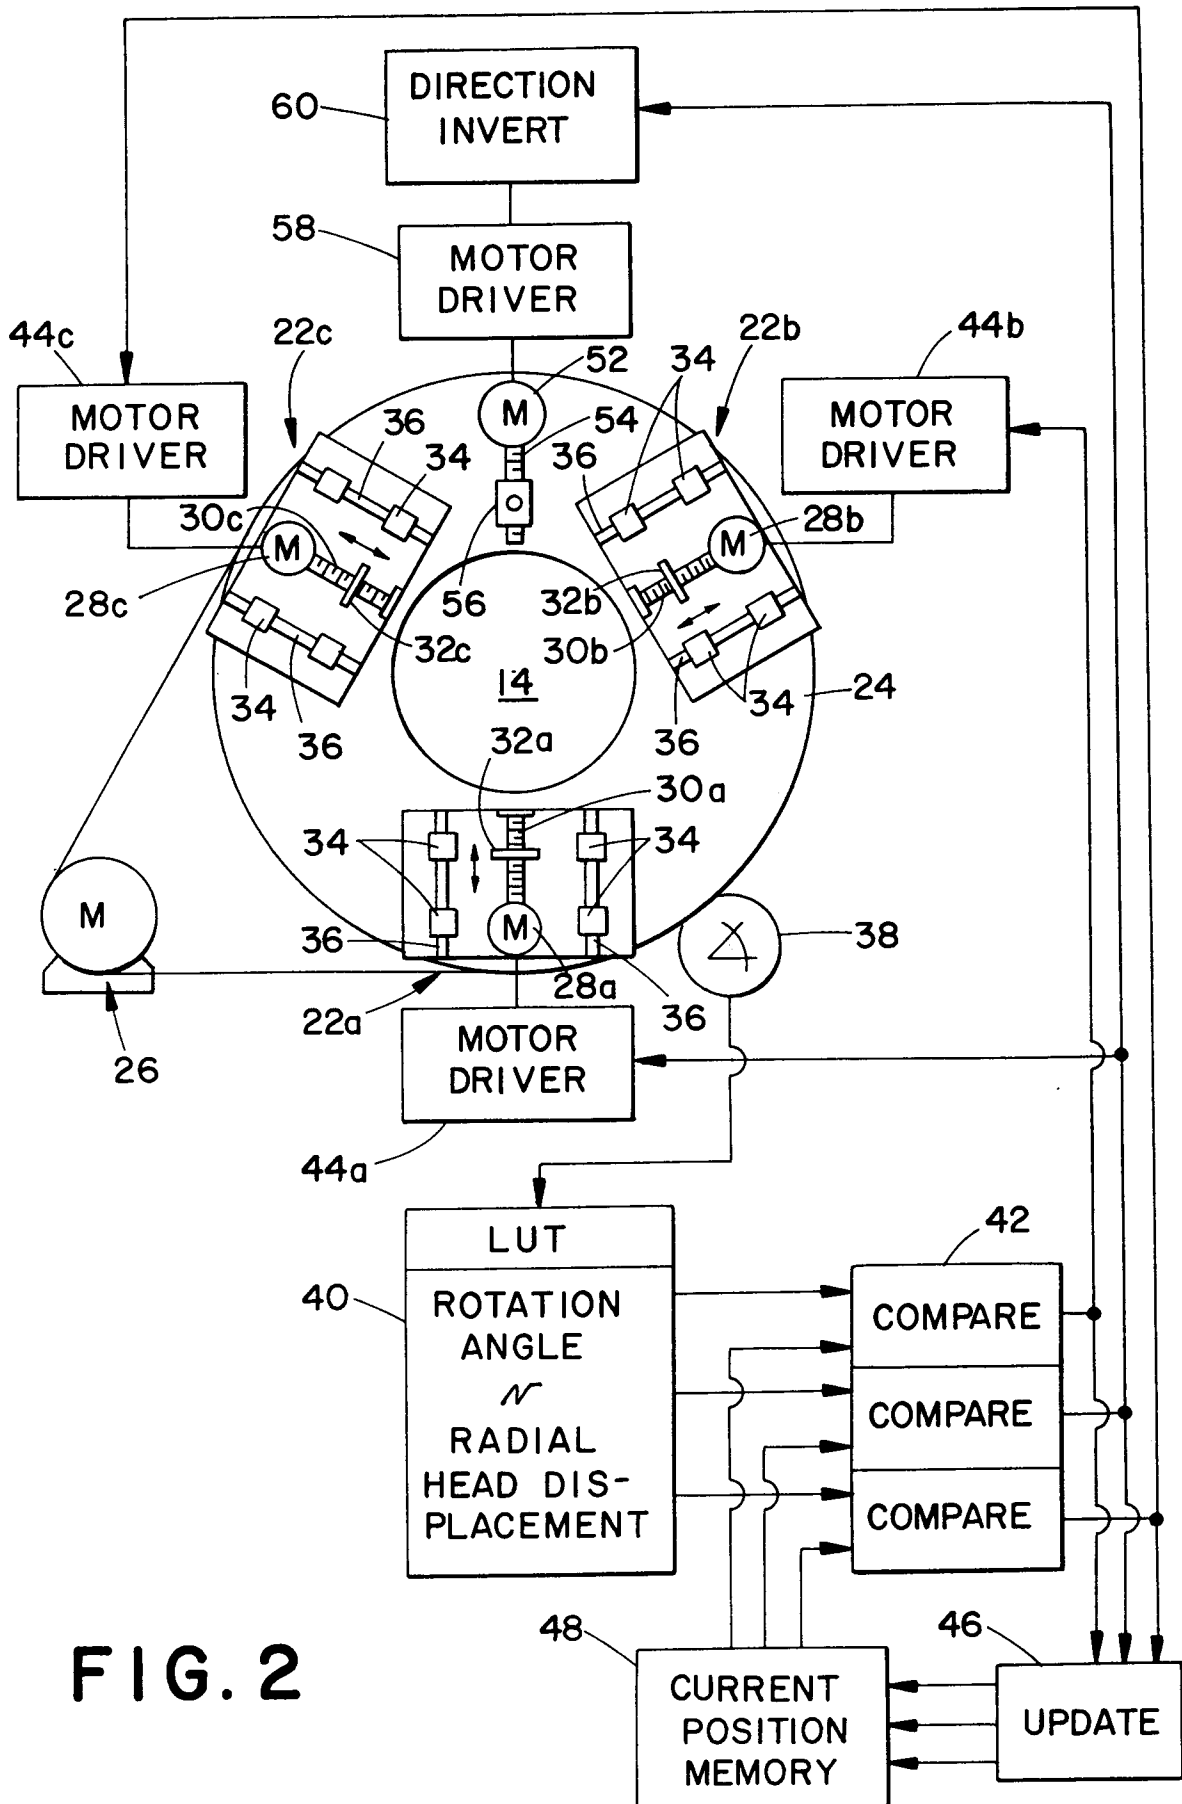 DIRECTION
INVERT
60
58
MOTOR
DRIVER
44c
22c
52
34
22b
44b
MOTOR
DRIVER
M
54
MOTOR
DRIVER
36
34
36
30c
M
28b
M
28c
56
32b
32c
30b
14
24
34
36
32a
34
36
30a
34
34
M
M
38
36
28a
36
22a
26
MOTOR
DRIVER
44a
LUT
42
40
ROTATION
ANGLE
RADIAL
HEAD DIS-
PLACEMENT
COMPARE
COMPARE
COMPARE
48
46
FIG. 2
CURRENT
POSITION
MEMORY
UPDATE